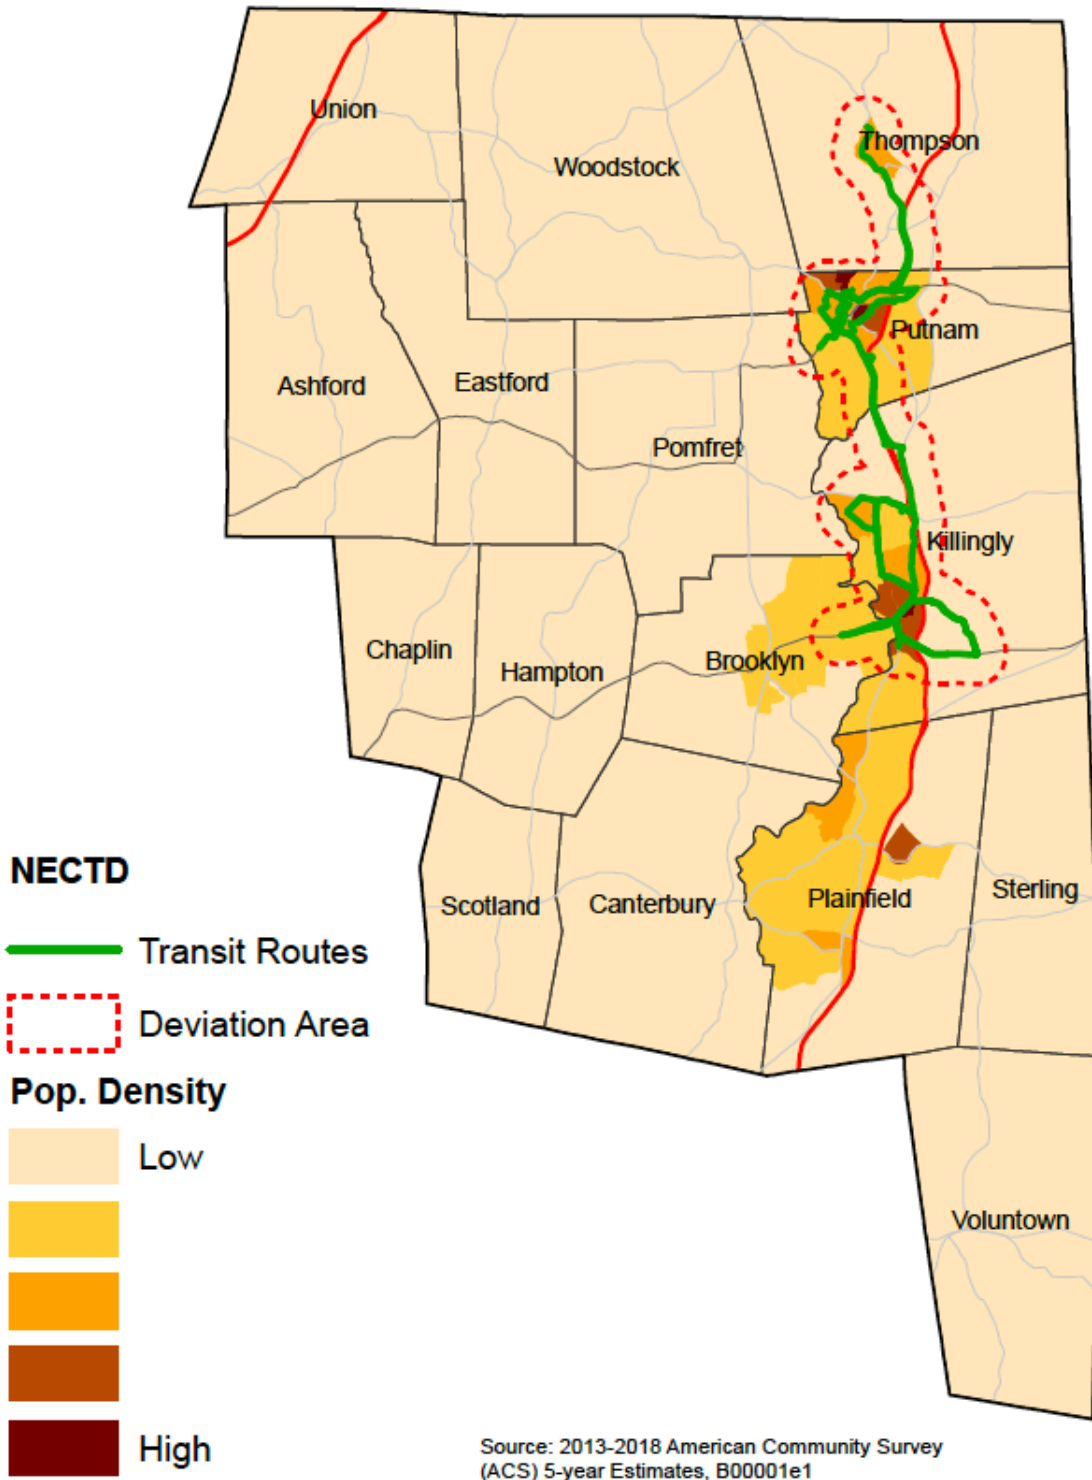 Union
Thompson
Woodstock
Putnam
Ashford
Eastford
Pomfret
Killingly
Chaplin
Hampton
Brooklyn
Scotland
Canterbury
Plainfield
Sterling
Voluntown
NECTD
Transit Routes
Deviation Area
Pop. Density
Low
High
Source: 2013-2018 American Community Survey
(ACS) 5-year Estimates, B00001e1